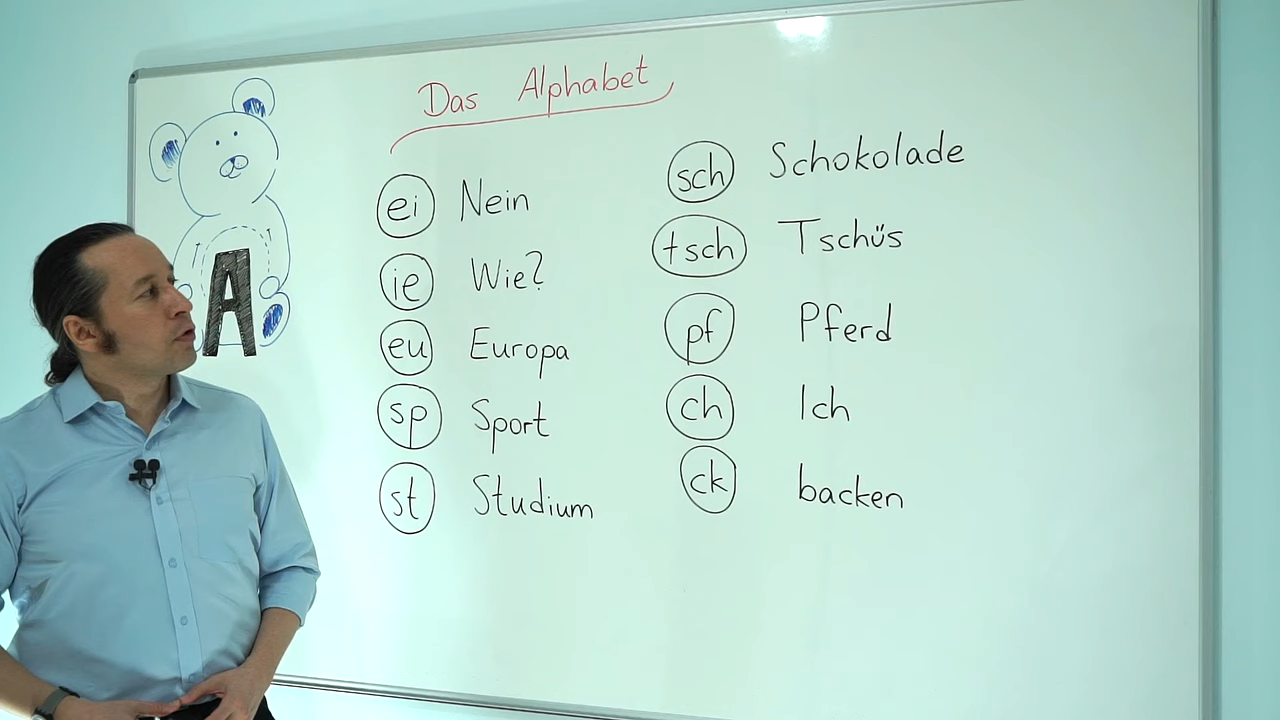 Das Alphabet
A
ei Nein
ie Wie?
eu Europa
sp Sport
st Studium
sch Schokolade
tsch Tschüs
pf Pferd
ch Ich
ck backen